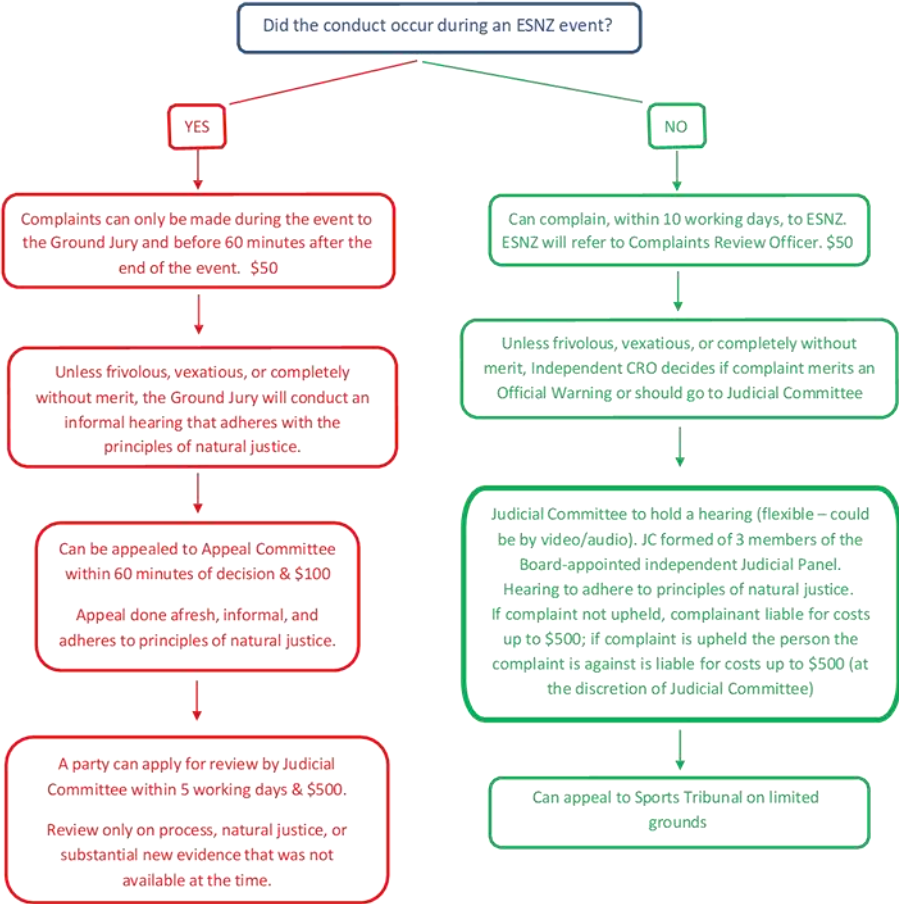 Did the conduct occur during an ESNZ event?
YES
Complaints can only be made during the event to
the Ground Jury and before 60 minutes after the
end of the event. $50
Unless frivolous, vexatious, or completely
without merit, the Ground Jury will conduct an
informal hearing that adheres with the
principles of natural justice.
Can be appealed to Appeal Committee
within 60 minutes of decision & $100
Appeal done afresh, informal, and
adheres to principles of natural justice.
A party can apply for review by Judicial
Committee within 5 working days & $500.
Review only on process, natural justice, or
substantial new evidence that was not
available at the time.
NO
Can complain, within 10 working days, to ESNZ.
ESNZ will refer to Complaints Review Officer. $50
Unless frivolous, vexatious, or completely without
merit, Independent CRO decides if complaint merits an
Official Warning or should go to Judicial Committee
Judicial Committee to hold a hearing (flexible – could
be by video/audio). JC formed of 3 members of the
Board-appointed independent Judicial Panel.
Hearing to adhere to principles of natural justice.
If complaint not upheld, complainant liable for costs
up to $500; if complaint is upheld the person the
complaint is against is liable for costs up to $500 (at
the discretion of Judicial Committee)
Can appeal to Sports Tribunal on limited
grounds